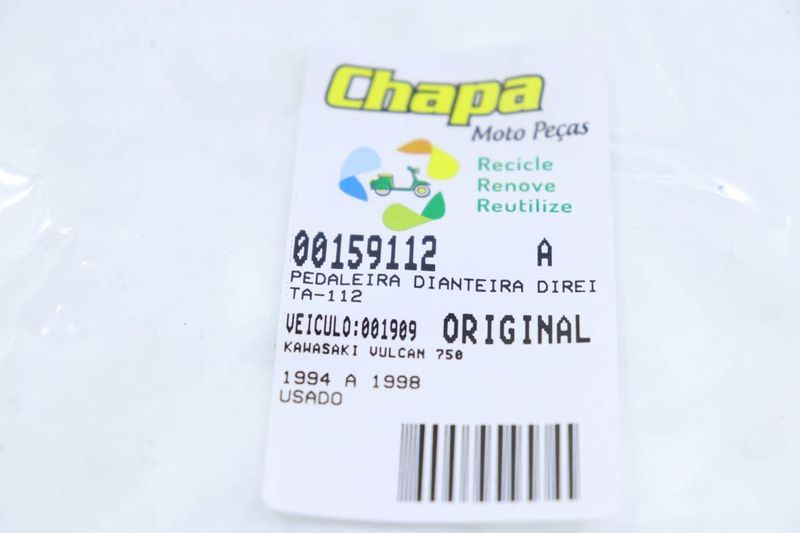 Chapa
Moto Peças
Recicle
Renove
Reutilize
00159112 A
PEDALEIRA DIANTEIRA DIREI
TA-112
VEICULO:001909 ORIGINAL
KAWASAKI VULCAN 750
1994 A 1998
USADO